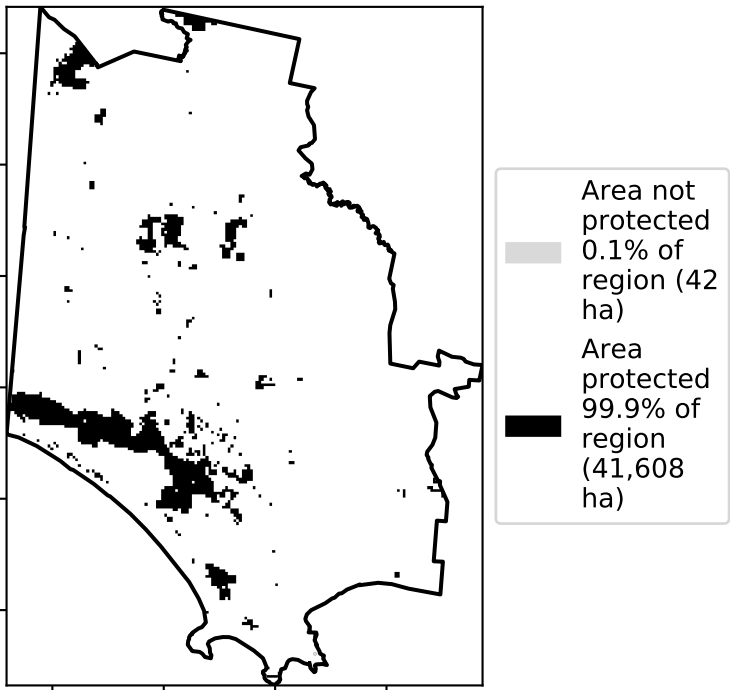 Area not
protected
0.1% of
region (42
ha)
Area
protected
99.9% of
region
(41,608
ha)